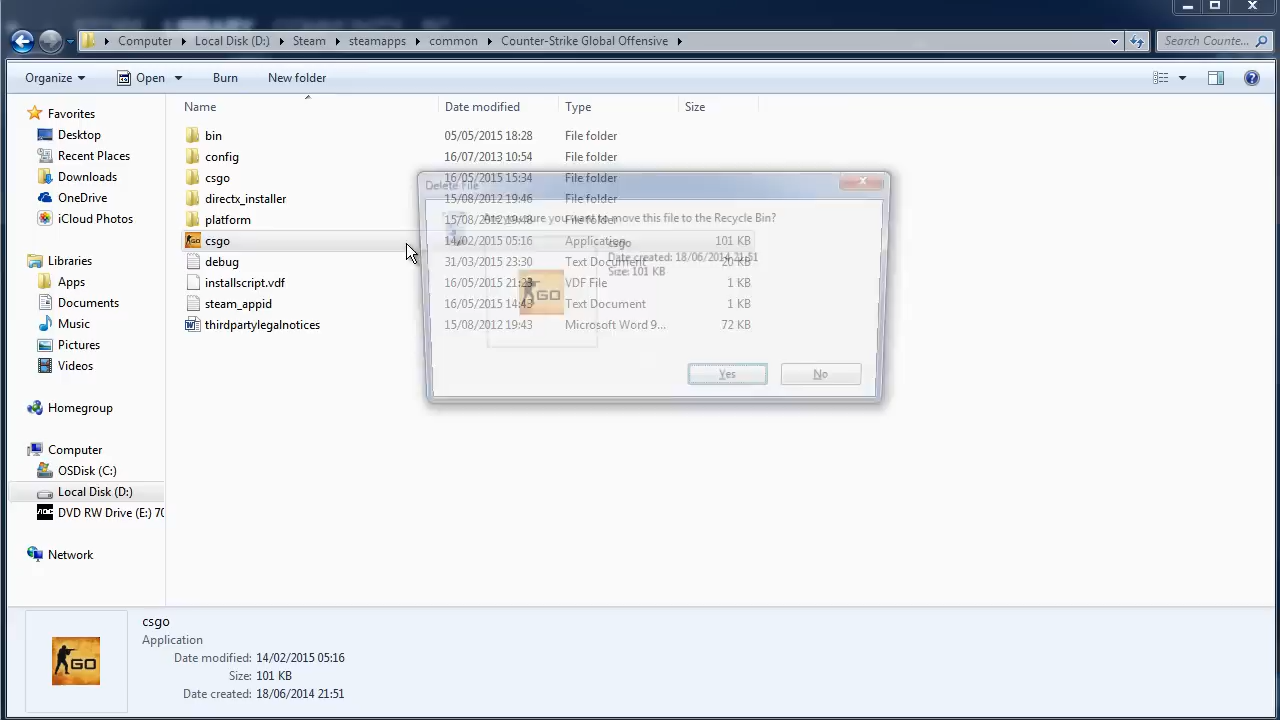 Computer Local Disk (D:) Steam steamapps common Counter-Strike Global Offensive Search Counte...
Organize Open Burn New folder
Name Date modified Type Size
Favorites
Desktop
Recent Places
Downloads
OneDrive
iCloud Photos
Libraries
Apps
Documents
Music
Pictures
Videos
Homegroup
Computer
OSDisk (C:)
Local Disk (D:)
DVD RW Drive (E:) 70
Network
bin 05/05/2015 18:28 File folder
config 16/07/2013 10:54 File folder
csgo 16/05/2015 15:34 File folder
directx_installer 15/08/2012 19:46 File folder
platform 15/08/2012 19:48 File folder
csgo 14/02/2015 05:16 Application 101 KB
debug 31/03/2015 23:30 Text Document 20 KB
installscript.vdf 16/05/2015 21:23 VDF File 1 KB
steam_appid 16/05/2015 14:43 Text Document 1 KB
thirdpartylegalnotices 15/08/2012 19:43 Microsoft Word 9... 72 KB
Delete File
Are you sure you want to move this file to the Recycle Bin?
csgo
Date created: 18/06/2014 21:51
Size: 101 KB
GO
Yes No
GO
csgo
Application
Date modified: 14/02/2015 05:16
Size: 101 KB
Date created: 18/06/2014 21:51